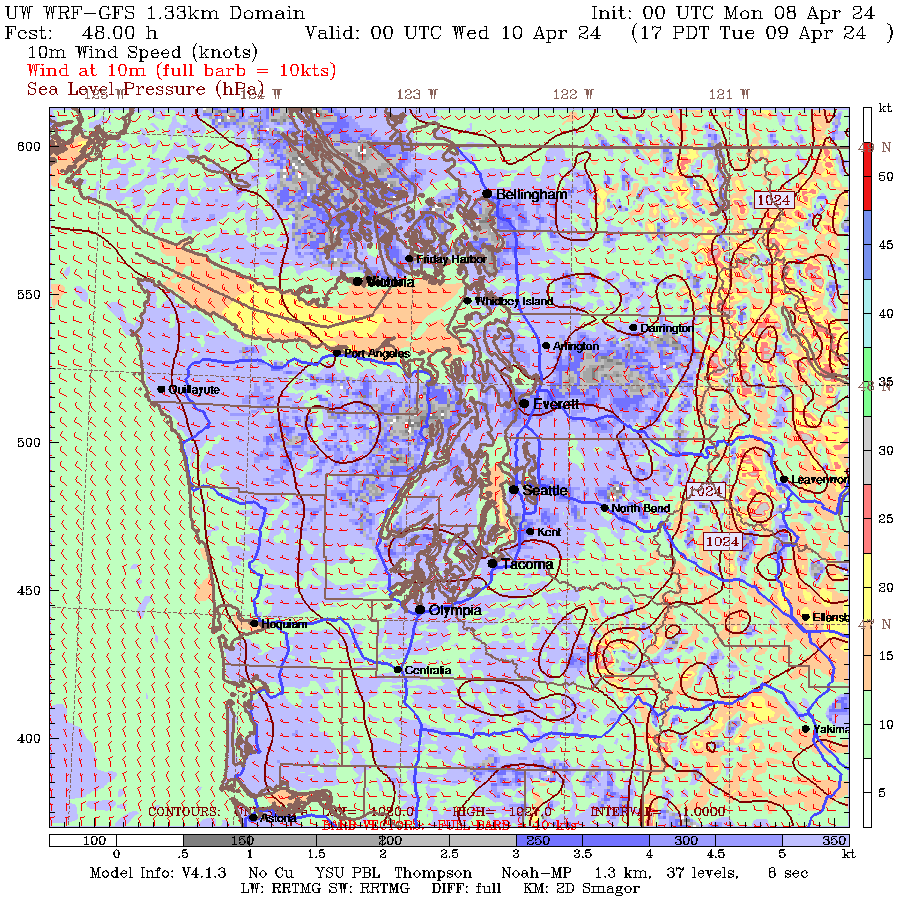 UW WRF-GFS 1.33km Domain Init: 00 UTC Mon 08 Apr 24
Fcst: 48.00 h Valid: 00 UTC Wed 10 Apr 24 (17 PDT Tue 09 Apr 24 )
10m Wind Speed (knots)
Wind at 10m (full barb = 10kts)
Sea Level Pressure (hPa)
125 W 124 W 123 W 122 W 121 W
kt
600
49 N
50
Bellingham
1024
45
Friday Harbor
Victoria
550
Whidbey Island
40
Darrington
Arlington
Port Angeles
35
48 N
Quillayute
Everett
500
30
Leavenwor
Seattle
1024
North Bend
25
Kent
1024
Tacoma
450
20
Olympia
Ellensb
Hoquiam
47 N
Centralia
15
400
Yakima
10
5
CONTOURS: 1020.0 HIGH= 1027.0 INTERVAL= 1.0000
Astoria
BARB VECTORS: FULL BARB = 10 kts
100 150 200 250 300 350
0 .5 1 1.5 2 2.5 3 3.5 4 4.5 5 kt
Model Info: V4.1.3 No Cu YSU PBL Thompson Noah-MP 1.3 km, 37 levels, 8 sec
LW: RRTMG SW: RRTMG DIFF: full KM: 2D Smagor